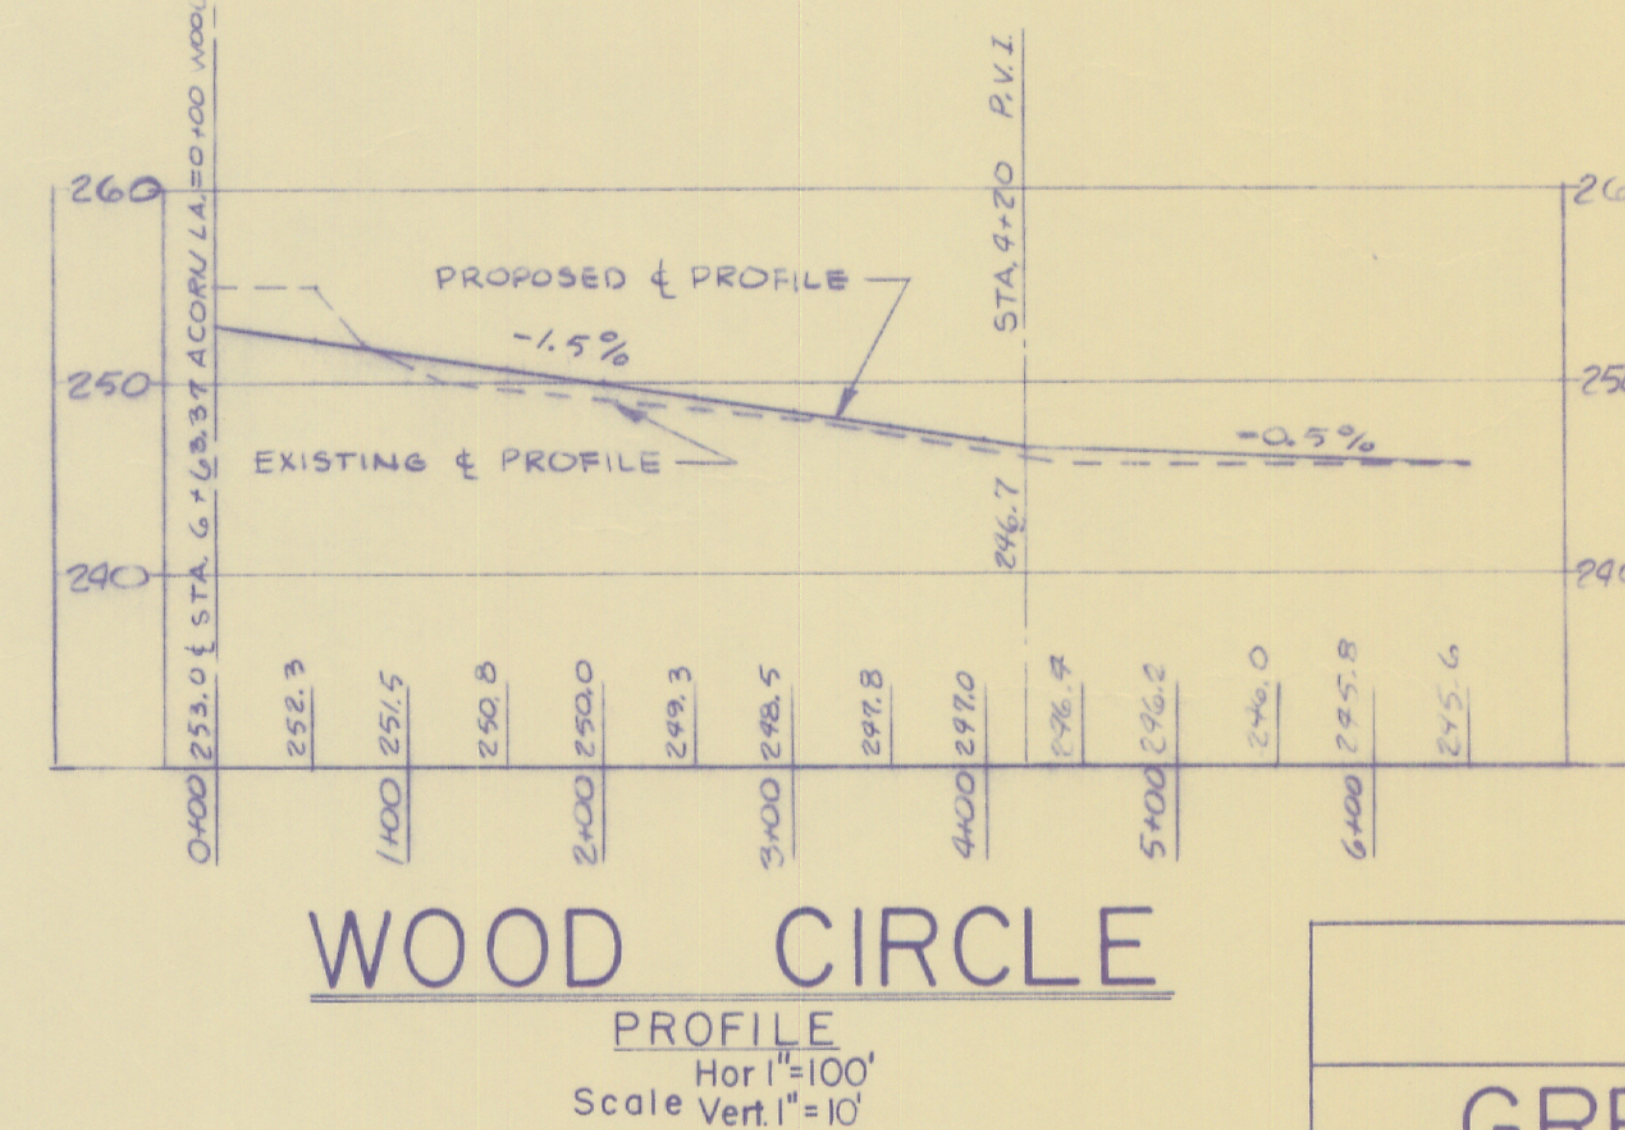 ℄ STA. 6+63.37 ACORN LA.=0+00
STA. 4+20 P.V.I.
260
PROPOSED ℄ PROFILE
-1.5%
250
-0.5%
EXISTING ℄ PROFILE
246.7
240
253.0 252.3 251.5 250.8 250.0 249.3 248.5 247.8 247.0 246.4 246.2 246.0 245.8 245.6
0+00 1+00 2+00 3+00 4+00 5+00 6+00
WOOD CIRCLE
PROFILE
Hor 1"=100'
Scale Vert. 1"=10'